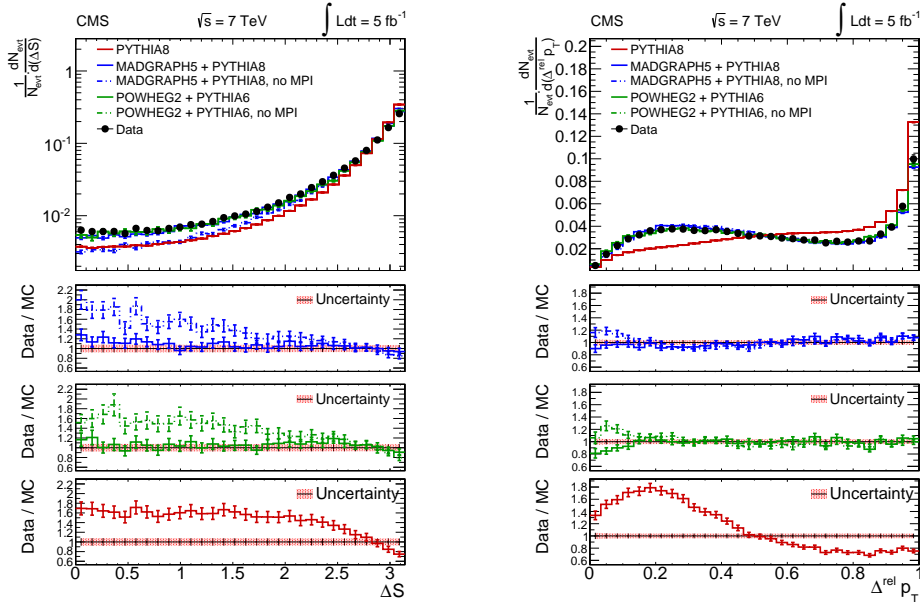 CMS √s = 7 TeV ∫ Ldt = 5 fb⁻¹
1/N_evt dN_evt/d(ΔS)
PYTHIA8
MADGRAPH5 + PYTHIA8
MADGRAPH5 + PYTHIA8, no MPI
POWHEG2 + PYTHIA6
POWHEG2 + PYTHIA6, no MPI
Data
1
10⁻¹
10⁻²
Data / MC
2.2
2
1.8
1.6
1.4
1.2
1
0.8
0.6
Uncertainty
Data / MC
2.2
2
1.8
1.6
1.4
1.2
1
0.8
0.6
Uncertainty
Data / MC
2.2
2
1.8
1.6
1.4
1.2
1
0.8
0.6
Uncertainty
0 0.5 1 1.5 2 2.5 3
ΔS
CMS √s = 7 TeV ∫ Ldt = 5 fb⁻¹
1/N_evt dN_evt/d(Δ^rel p_T)
0.2
0.18
0.16
0.14
0.12
0.1
0.08
0.06
0.04
0.02
PYTHIA8
MADGRAPH5 + PYTHIA8
MADGRAPH5 + PYTHIA8, no MPI
POWHEG2 + PYTHIA6
POWHEG2 + PYTHIA6, no MPI
Data
Data / MC
2.2
2
1.8
1.6
1.4
1.2
1
0.8
0.6
Uncertainty
Data / MC
2.2
2
1.8
1.6
1.4
1.2
1
0.8
0.6
Uncertainty
Data / MC
1.8
1.6
1.4
1.2
1
0.8
0.6
Uncertainty
0 0.2 0.4 0.6 0.8 1
Δ^rel p_T